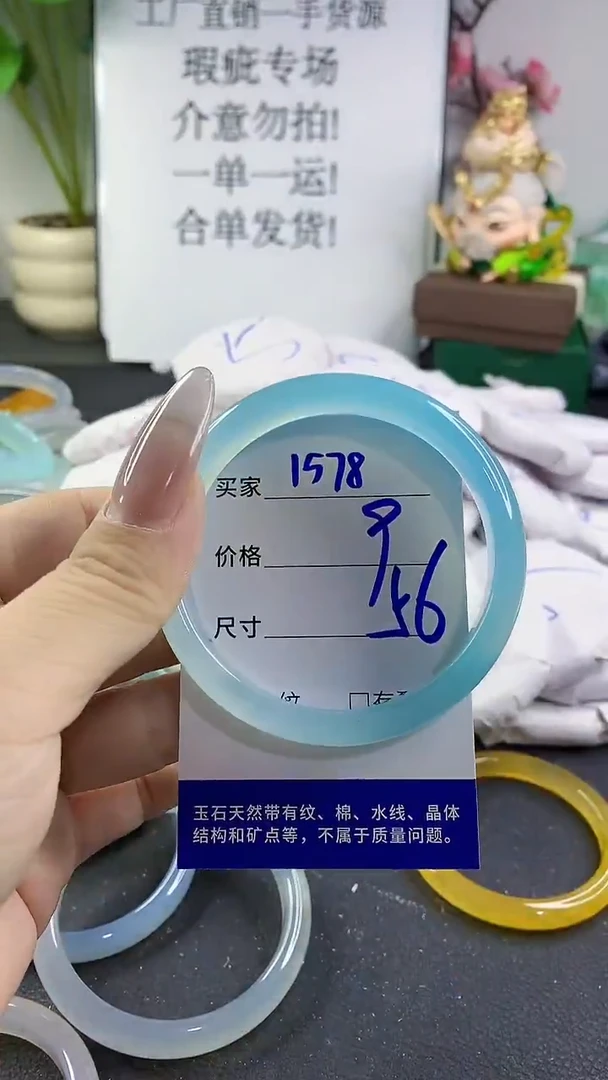 工厂直销一手货源
瑕疵专场
介意勿拍!
一单一运!
合单发货!
买家 1578
价格
尺寸 56
玉石天然带有纹、棉、水线、晶体
结构和矿点等，不属于质量问题。